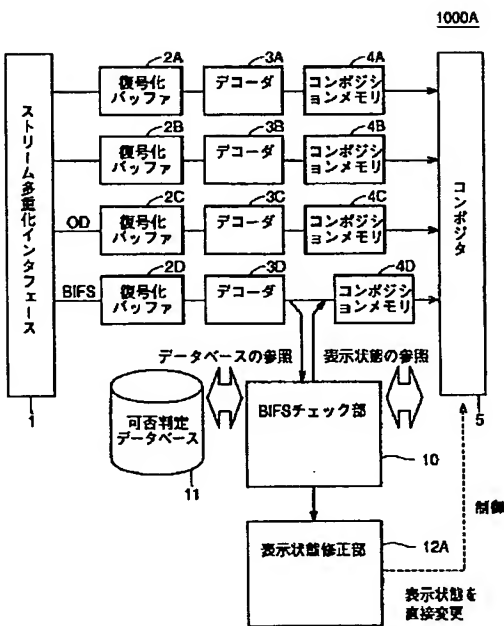 1000A
2A
3A
4A
復号化
バッファ
デコーダ
コンポジシ
ョンメモリ
2B
3B
4B
復号化
バッファ
デコーダ
コンポジシ
ョンメモリ
OD
2C
3C
4C
復号化
バッファ
デコーダ
コンポジシ
ョンメモリ
BIFS
2D
3D
4D
復号化
バッファ
デコーダ
コンポジシ
ョンメモリ
ストリーム多重化インタフェース
コンポジタ
1
5
データベースの参照
表示状態の参照
可否判定
データベース
11
BIFSチェック部
10
制御
表示状態修正部
12A
表示状態を
直接変更